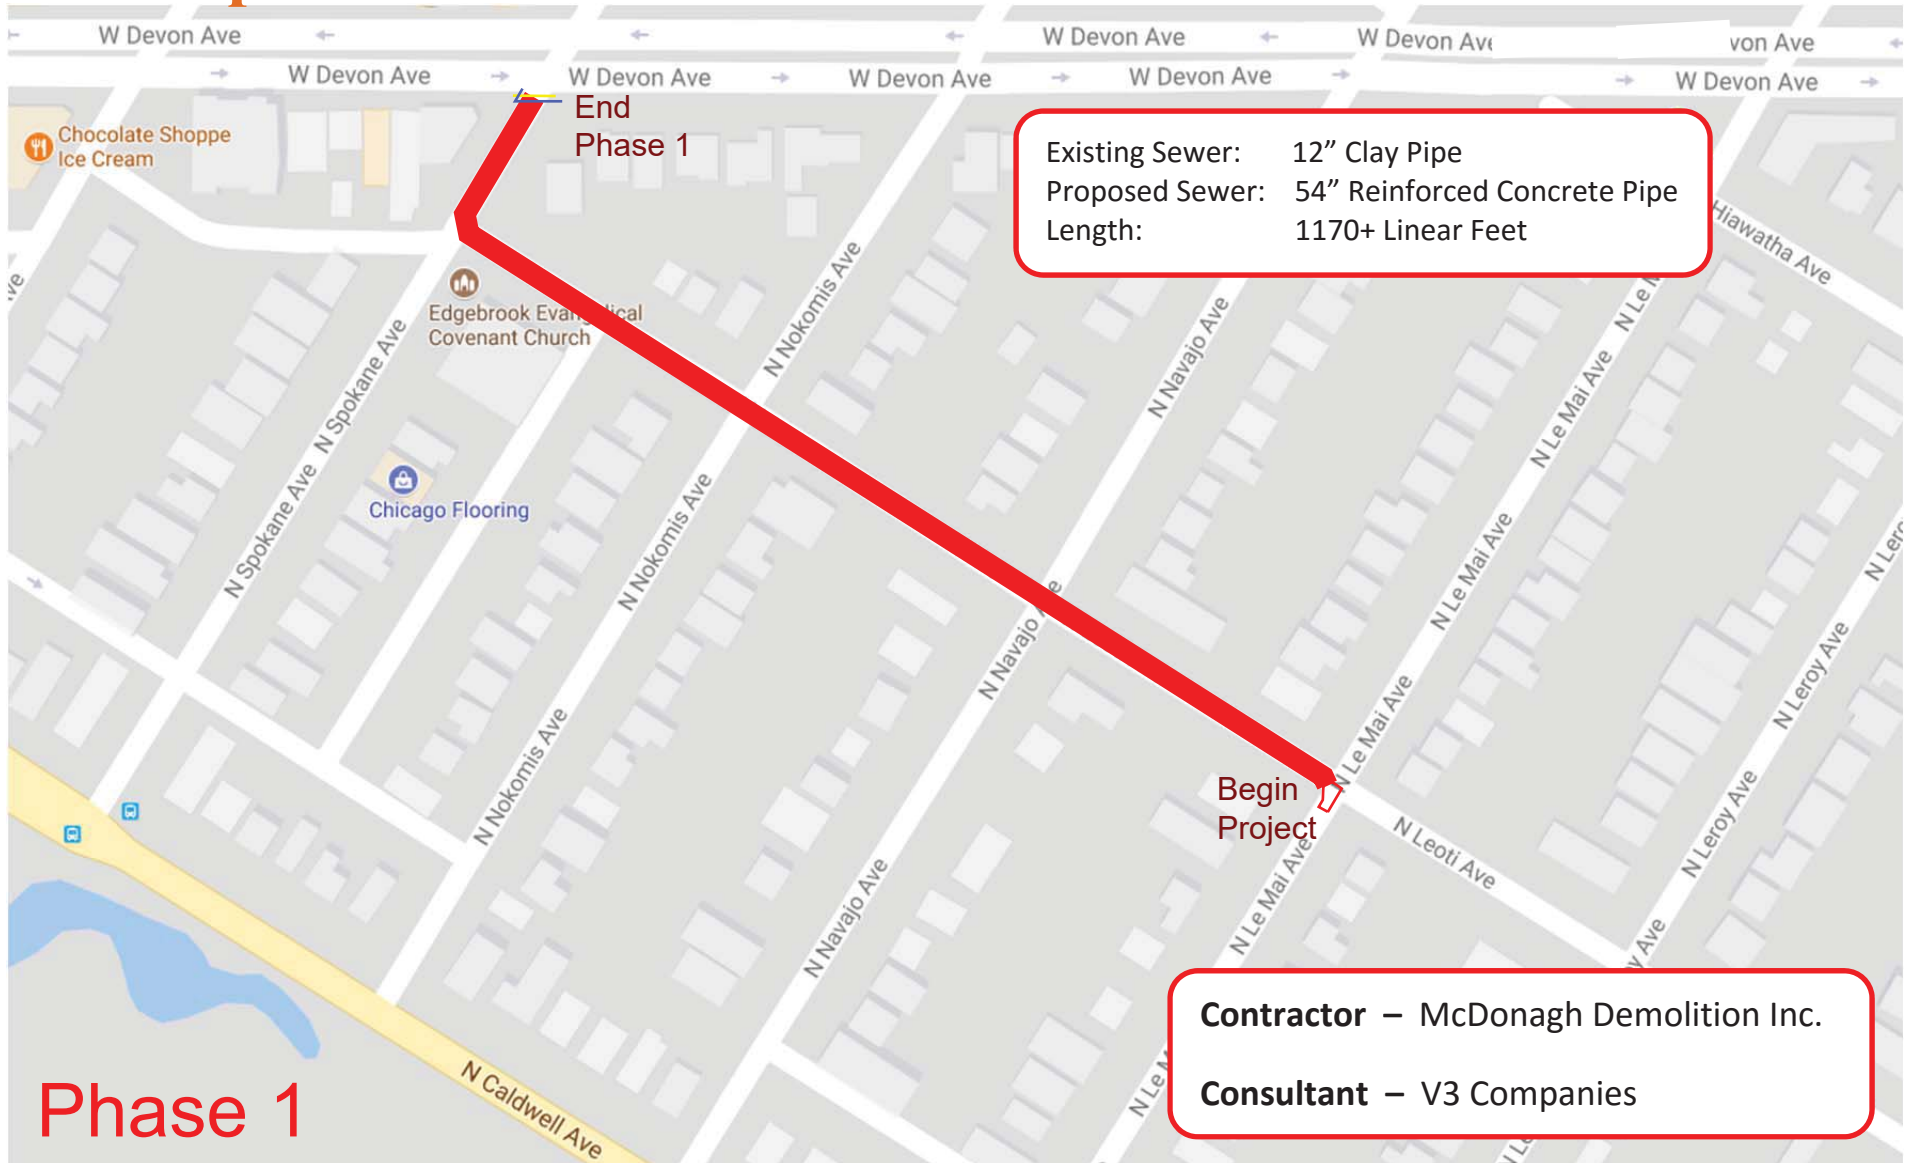 W Devon Ave
W Devon Ave
W Devon Ave
von Ave
W Devon Ave
W Devon Ave
W Devon Ave
W Devon Ave
W Devon Ave
End
Phase 1
Chocolate Shoppe
Ice Cream
Existing Sewer: 12” Clay Pipe
Proposed Sewer: 54” Reinforced Concrete Pipe
Length: 1170+ Linear Feet
Hiawatha Ave
Edgebrook Evangelical
Covenant Church
N Spokane Ave
N Spokane Ave
Chicago Flooring
N Nokomis Ave
N Nokomis Ave
N Nokomis Ave
N Navajo Ave
N Navajo
N Navajo Ave
N Le Mai Ave
N Le Mai Ave
N Le Mai Ave
N Le Mai Ave
N Leroy Ave
N Leroy Ave
Begin
Project
N Leoti Ave
Ave
N Caldwell Ave
Contractor – McDonagh Demolition Inc.
Consultant – V3 Companies
Phase 1